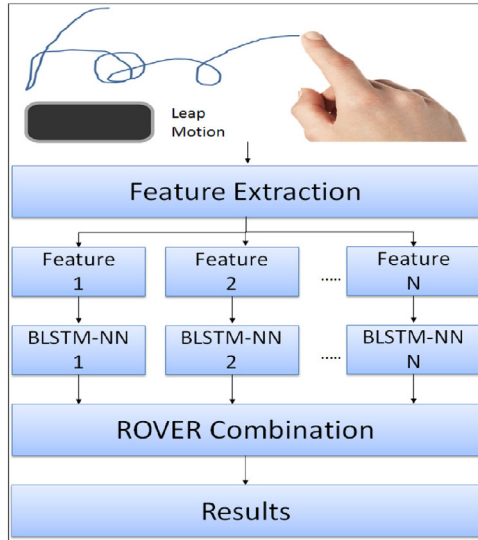 Leap
Motion
Feature Extraction
Feature Feature ..... Feature
1 2 N
BLSTM-NN BLSTM-NN ..... BLSTM-NN
1 2 N
ROVER Combination
Results